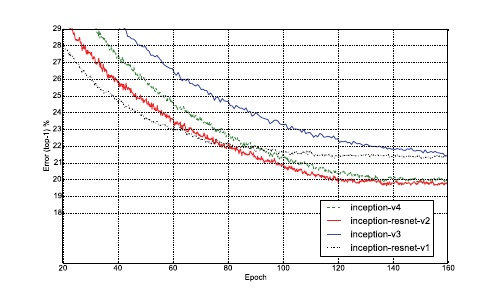 29
28
27
26
25
24
23
22
21
20
19
18
Error (top-1) %
20 40 60 80 100 120 140 160
Epoch
inception-v4
inception-resnet-v2
inception-v3
inception-resnet-v1